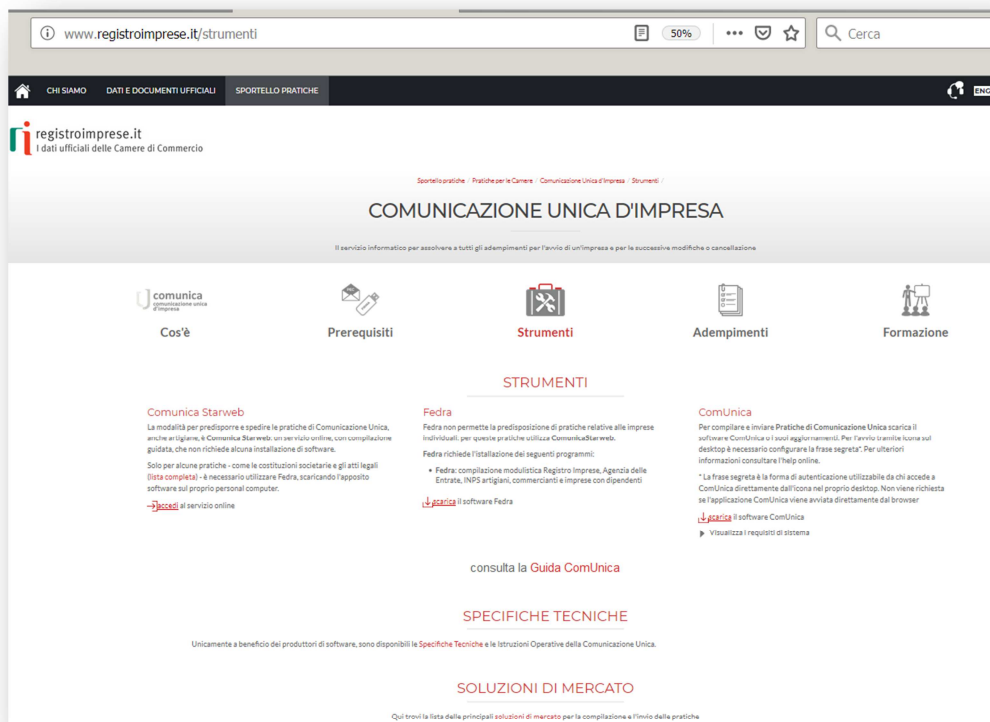 www.registroimprese.it/strumenti
50%
Cerca
CHI SIAMO
DATI E DOCUMENTI UFFICIALI
SPORTELLO PRATICHE
ENG
ri registroimprese.it
I dati ufficiali delle Camere di Commercio
Sportello pratiche / Pratiche per le Camere / Comunicazione Unica d'Impresa / Strumenti /
COMUNICAZIONE UNICA D'IMPRESA
Il servizio informatico per assolvere a tutti gli adempimenti per l'avvio di un'impresa e per le successive modifiche o cancellazione
comunica
comunicazione unica
d'impresa
Cos'è
Prerequisiti
Strumenti
Adempimenti
Formazione
STRUMENTI
Comunica Starweb
La modalità per predisporre e spedire le pratiche di Comunicazione Unica,
anche artigiane, è Comunica Starweb: un servizio online, con compilazione
guidata, che non richiede alcuna installazione di software.
Solo per alcune pratiche - come le costituzioni societarie e gli atti legali
(lista completa) - è necessario utilizzare Fedra, scaricando l'apposito
software sul proprio personal computer.
accedi al servizio online
Fedra
Fedra non permette la predisposizione di pratiche relative alle imprese
individuali: per queste pratiche utilizza ComunicaStarweb.
Fedra richiede l'istallazione dei seguenti programmi:
• Fedra: compilazione modulistica Registro Imprese, Agenzia delle
Entrate, INPS artigiani, commercianti e imprese con dipendenti
scarica il software Fedra
ComUnica
Per compilare e inviare Pratiche di Comunicazione Unica scarica il
software ComUnica o i suoi aggiornamenti. Per l'avvio tramite icona sul
desktop è necessario configurare la frase segreta*. Per ulteriori
informazioni consultare l'help online.
* La frase segreta è la forma di autenticazione utilizzabile da chi accede a
ComUnica direttamente dall'icona nel proprio desktop. Non viene richiesta
se l'applicazione ComUnica viene avviata direttamente dal browser
scarica il software ComUnica
Visualizza i requisiti di sistema
consulta la Guida ComUnica
SPECIFICHE TECNICHE
Unicamente a beneficio dei produttori di software, sono disponibili le Specifiche Tecniche e le Istruzioni Operative della Comunicazione Unica.
SOLUZIONI DI MERCATO
Qui trovi la lista delle principali soluzioni di mercato per la compilazione e l'invio delle pratiche